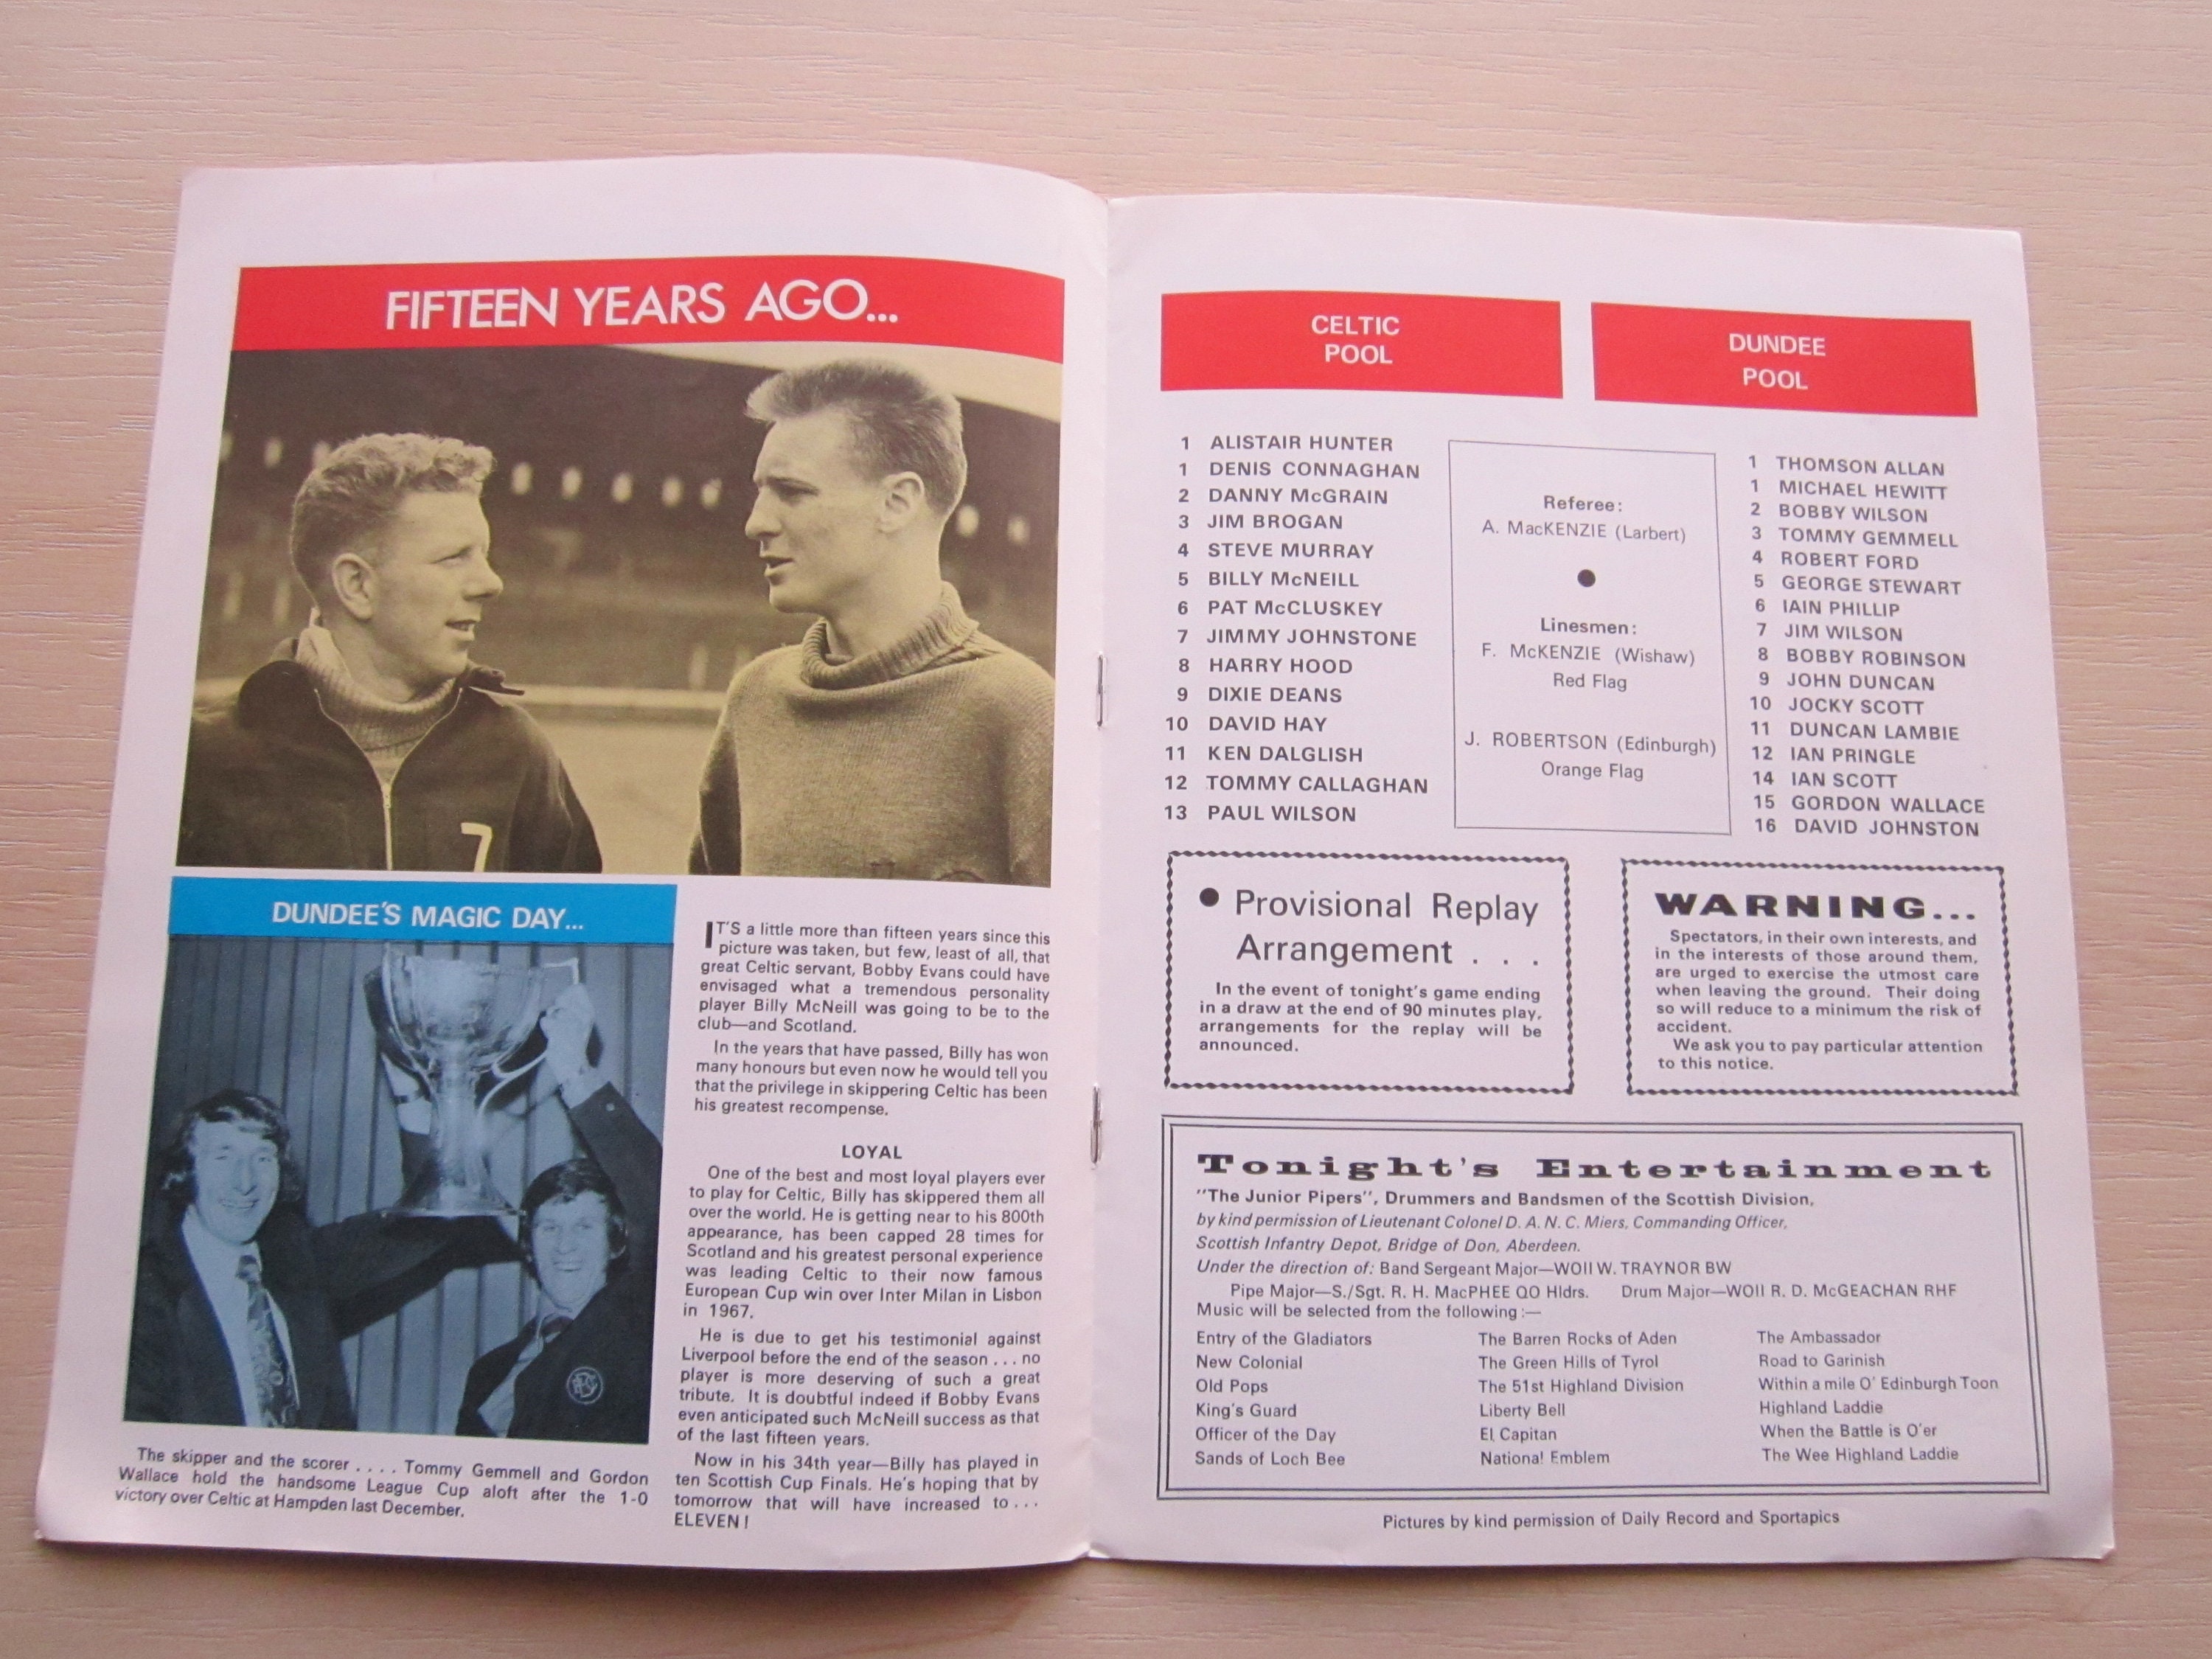 FIFTEEN YEARS AGO...
7
DUNDEE'S MAGIC DAY...
The skipper and the scorer . . . . Tommy Gemmell and Gordon
Wallace hold the handsome League Cup aloft after the 1-0
victory over Celtic at Hampden last December.
IT'S a little more than fifteen years since this
picture was taken, but few, least of all, that
great Celtic servant, Bobby Evans could have
envisaged what a tremendous personality
player Billy McNeill was going to be to the
club—and Scotland.
In the years that have passed, Billy has won
many honours but even now he would tell you
that the privilege in skippering Celtic has been
his greatest recompense.
LOYAL
One of the best and most loyal players ever
to play for Celtic, Billy has skippered them all
over the world. He is getting near to his 800th
appearance, has been capped 28 times for
Scotland and his greatest personal experience
was leading Celtic to their now famous
European Cup win over Inter Milan in Lisbon
in 1967.
He is due to get his testimonial against
Liverpool before the end of the season . . . no
player is more deserving of such a great
tribute. It is doubtful indeed if Bobby Evans
even anticipated such McNeill success as that
of the last fifteen years.
Now in his 34th year—Billy has played in
ten Scottish Cup Finals. He's hoping that by
tomorrow that will have increased to . . .
ELEVEN !
CELTIC
POOL
1 ALISTAIR HUNTER
1 DENIS CONNAGHAN
2 DANNY McGRAIN
3 JIM BROGAN
4 STEVE MURRAY
5 BILLY McNEILL
6 PAT McCLUSKEY
7 JIMMY JOHNSTONE
8 HARRY HOOD
9 DIXIE DEANS
10 DAVID HAY
11 KEN DALGLISH
12 TOMMY CALLAGHAN
13 PAUL WILSON
Referee:
A. MacKENZIE (Larbert)
Linesmen:
F. McKENZIE (Wishaw)
Red Flag
J. ROBERTSON (Edinburgh)
Orange Flag
DUNDEE
POOL
1 THOMSON ALLAN
1 MICHAEL HEWITT
2 BOBBY WILSON
3 TOMMY GEMMELL
4 ROBERT FORD
5 GEORGE STEWART
6 IAIN PHILLIP
7 JIM WILSON
8 BOBBY ROBINSON
9 JOHN DUNCAN
10 JOCKY SCOTT
11 DUNCAN LAMBIE
12 IAN PRINGLE
14 IAN SCOTT
15 GORDON WALLACE
16 DAVID JOHNSTON
● Provisional Replay
Arrangement . . .
In the event of tonight's game ending
in a draw at the end of 90 minutes play,
arrangements for the replay will be
announced.
WARNING...
Spectators, in their own interests, and
in the interests of those around them,
are urged to exercise the utmost care
when leaving the ground. Their doing
so will reduce to a minimum the risk of
accident.
We ask you to pay particular attention
to this notice.
Tonight's Entertainment
"The Junior Pipers", Drummers and Bandsmen of the Scottish Division,
by kind permission of Lieutenant Colonel D. A. N. C. Miers, Commanding Officer,
Scottish Infantry Depot, Bridge of Don, Aberdeen.
Under the direction of: Band Sergeant Major—WOII W. TRAYNOR BW
Pipe Major—S./Sgt. R. H. MacPHEE QO Hldrs. Drum Major—WOII R. D. McGEACHAN RHF
Music will be selected from the following :—
Entry of the Gladiators
New Colonial
Old Pops
King's Guard
Officer of the Day
Sands of Loch Bee
The Barren Rocks of Aden
The Green Hills of Tyrol
The 51st Highland Division
Liberty Bell
El Capitan
National Emblem
The Ambassador
Road to Garinish
Within a mile O' Edinburgh Toon
Highland Laddie
When the Battle is O'er
The Wee Highland Laddie
Pictures by kind permission of Daily Record and Sportapics